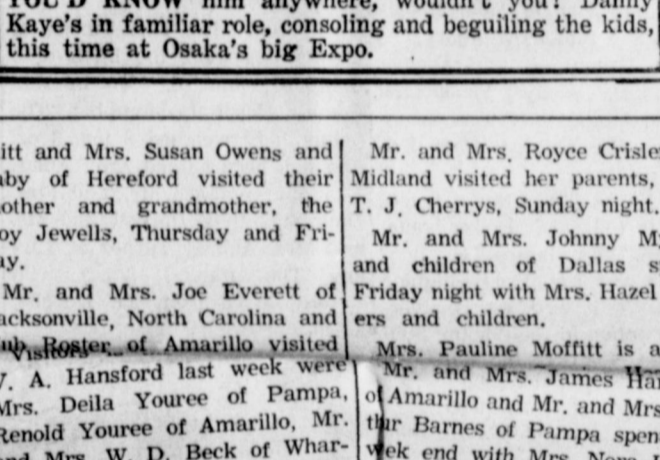 YOU'D KNOW him anywhere, wouldn't you? Danny
Kaye's in familiar role, consoling and beguiling the kids,
this time at Osaka's big Expo.
itt and Mrs. Susan Owens and
aby of Hereford visited their
other and grandmother, the
oy Jewells, Thursday and Fri-
ay.
Mr. and Mrs. Joe Everett of
acksonville, North Carolina and
ub Roster of Amarillo visited
Visitors
. A. Hansford last week were
Mrs. Deila Youree of Pampa,
Renold Youree of Amarillo, Mr.
and Mrs. W. D. Beck of Whar-
Mr. and Mrs. Royce Crisle
Midland visited her parents,
T. J. Cherrys, Sunday night.
Mr. and Mrs. Johnny M
and children of Dallas s
Friday night with Mrs. Hazel
ers and children.
Mrs. Pauline Moffitt is a
Mr. and Mrs. James Har
of Amarillo and Mr. and Mrs
thur Barnes of Pampa spen
week end with Mrs.